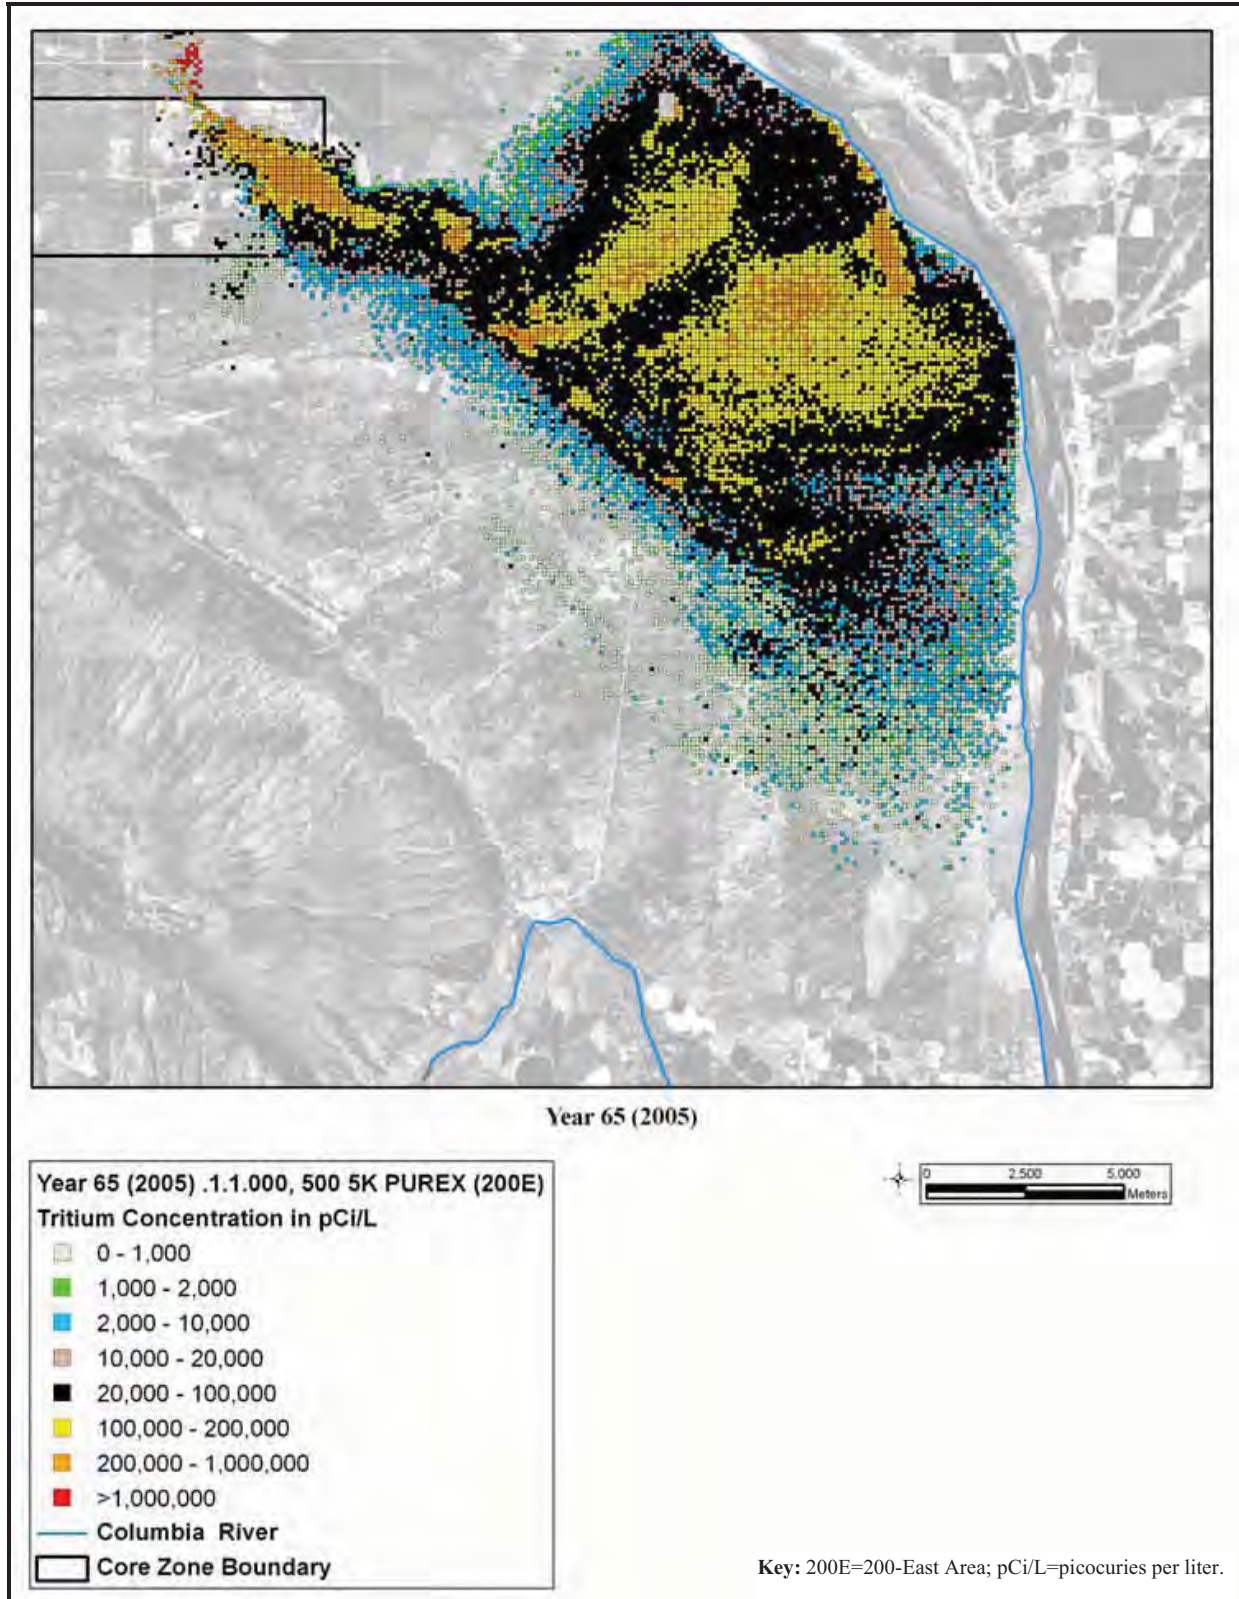 Year 65 (2005)
Year 65 (2005) .1.1.000, 500 5K PUREX (200E)
Tritium Concentration in pCi/L
0 - 1,000
1,000 - 2,000
2,000 - 10,000
10,000 - 20,000
20,000 - 100,000
100,000 - 200,000
200,000 - 1,000,000
>1,000,000
Columbia River
Core Zone Boundary
0 2,500 5,000
Meters
Key: 200E=200-East Area; pCi/L=picocuries per liter.